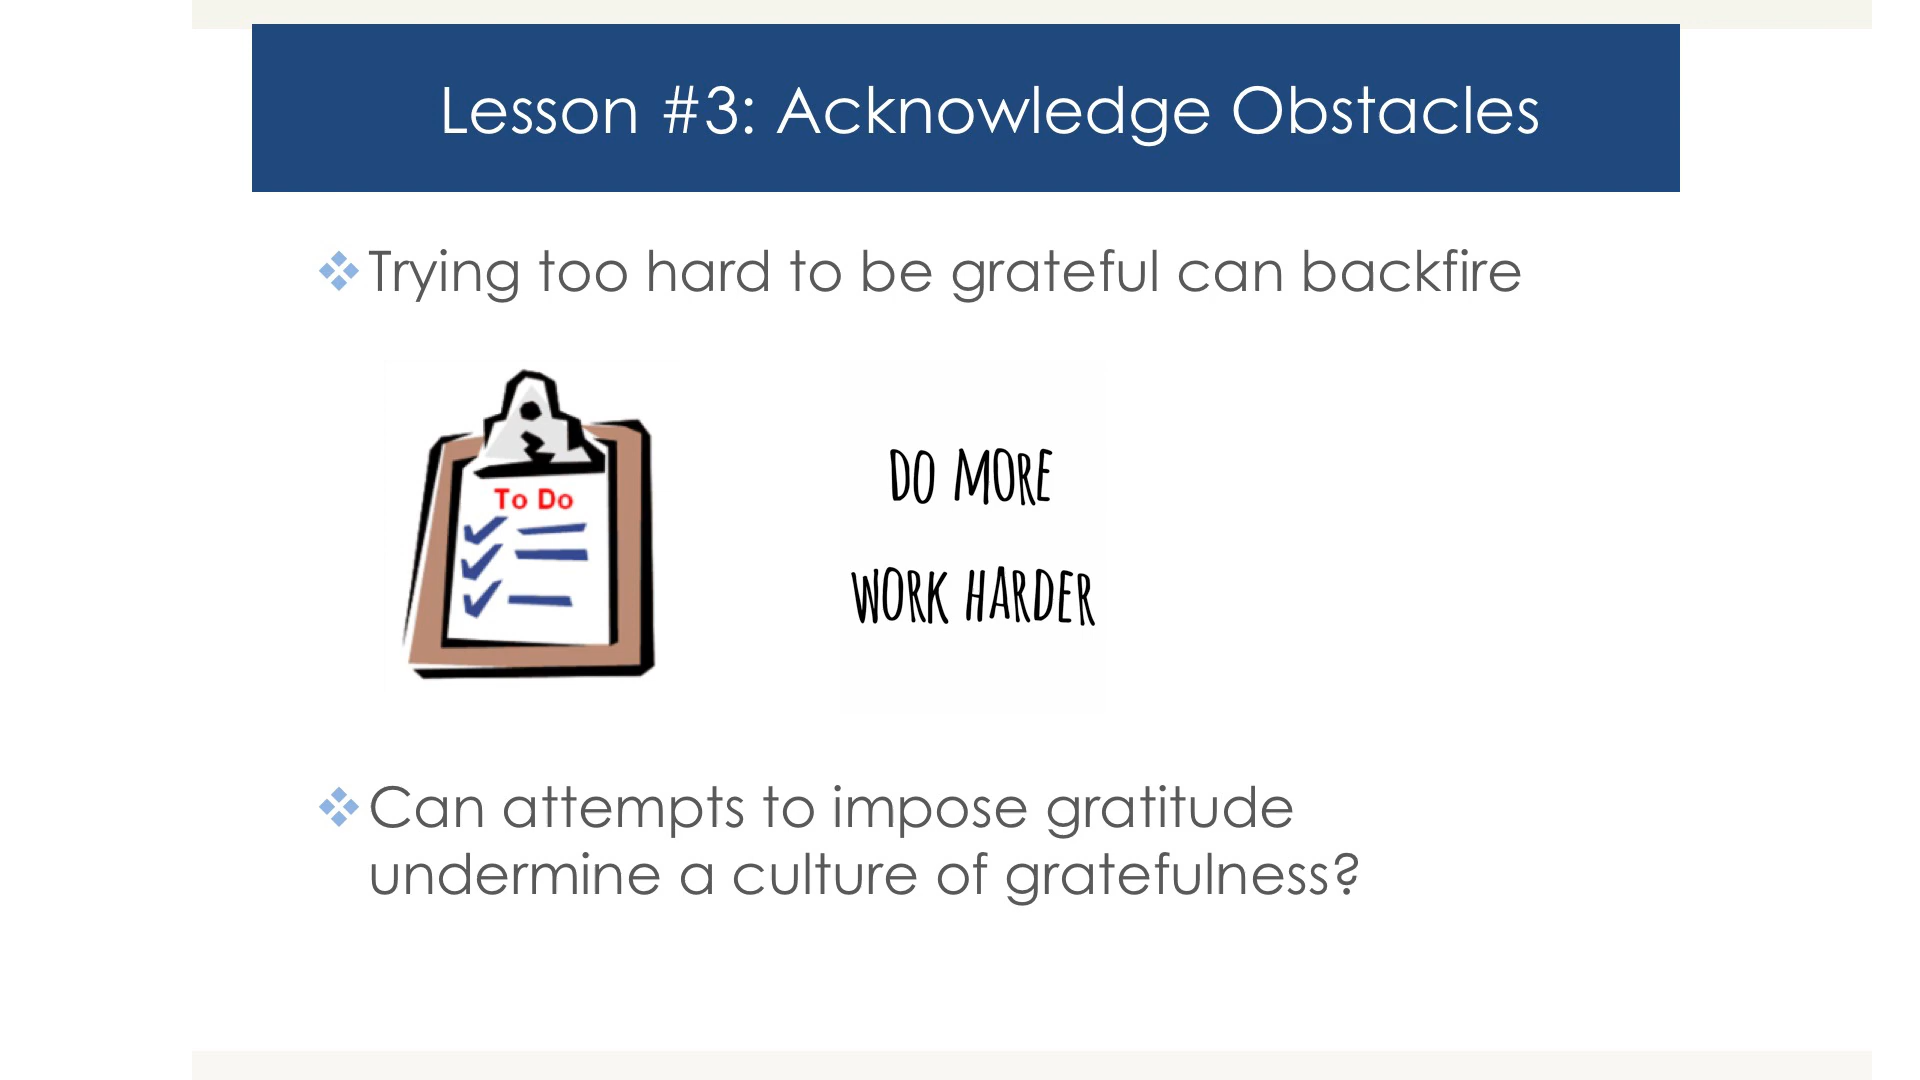 Lesson #3: Acknowledge Obstacles
Trying too hard to be grateful can backfire
To Do
DO MORE
WORK HARDER
Can attempts to impose gratitude
undermine a culture of gratefulness?